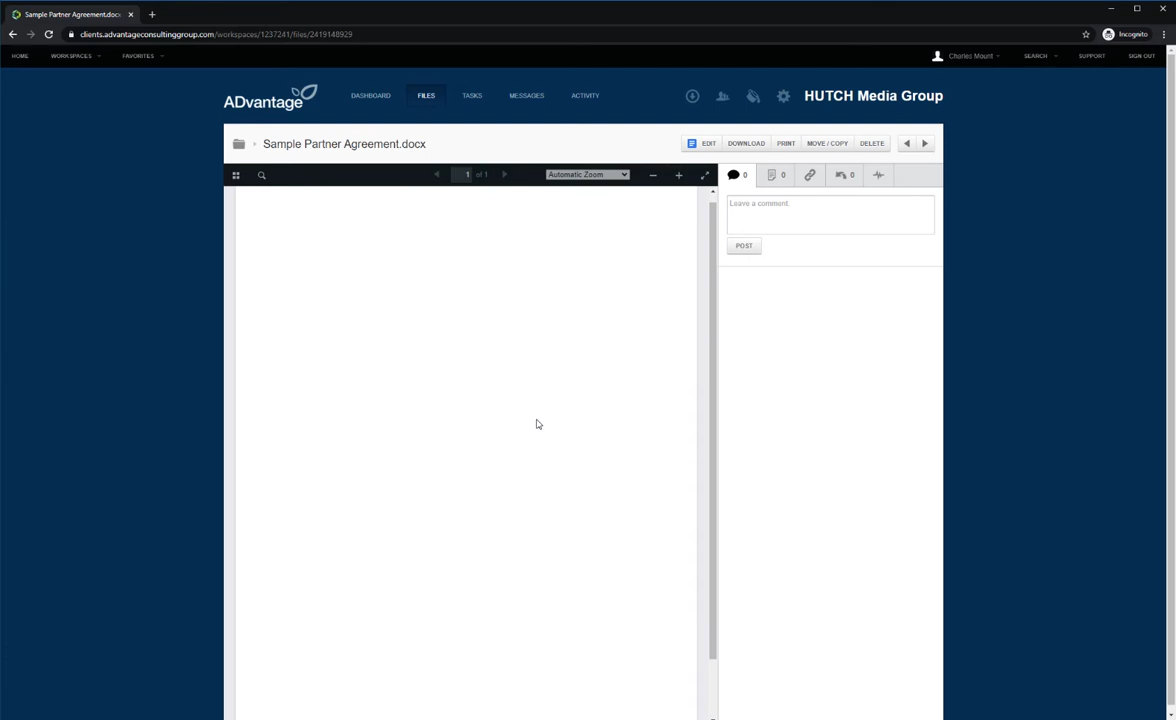 Sample Partner Agreement.docx
clients.advantageconsultinggroup.com/workspaces/1237241/files/2419148929
Incognito
HOME WORKSPACES FAVORITES Charles Mount SEARCH SUPPORT SIGN OUT
ADvantage DASHBOARD FILES TASKS MESSAGES ACTIVITY HUTCH Media Group
Sample Partner Agreement.docx EDIT DOWNLOAD PRINT MOVE / COPY DELETE
1 of 1 Automatic Zoom 0 0 0
Leave a comment.
POST